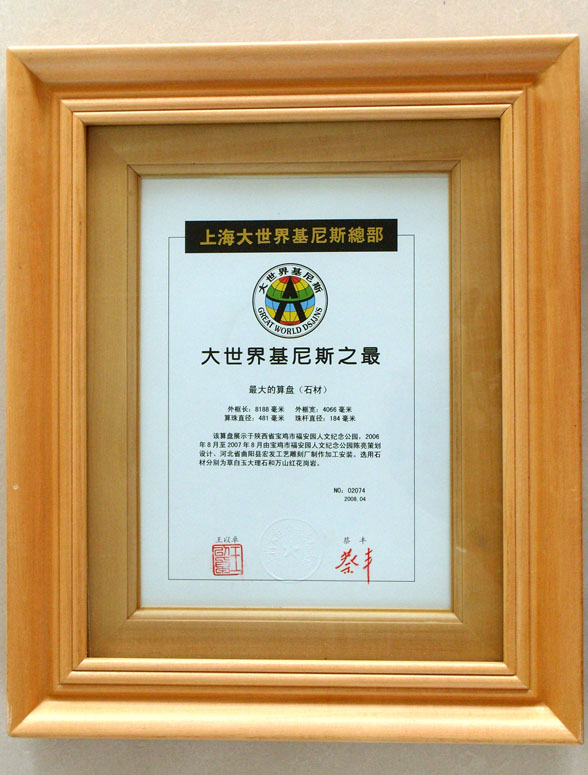 上海大世界基尼斯總部
大世界基尼斯
GREAT WORLD DSJJNS
大世界基尼斯之最
最大的算盘（石材）
外框长：8188 毫米　外框宽：4066 毫米
算珠直径：481 毫米　珠杆直径：184 毫米
该算盘展示于陕西省宝鸡市福安园人文纪念公园。2006
年 8 月至 2007 年 8 月由宝鸡市福安园人文纪念公园陈亮策划
设计、河北省曲阳县宏发工艺雕刻厂制作加工安装。选用石
材分别为草白玉大理石和万山红花岗岩。
NO：02074
2008.04
王以卓　蔡　丰
蔡丰